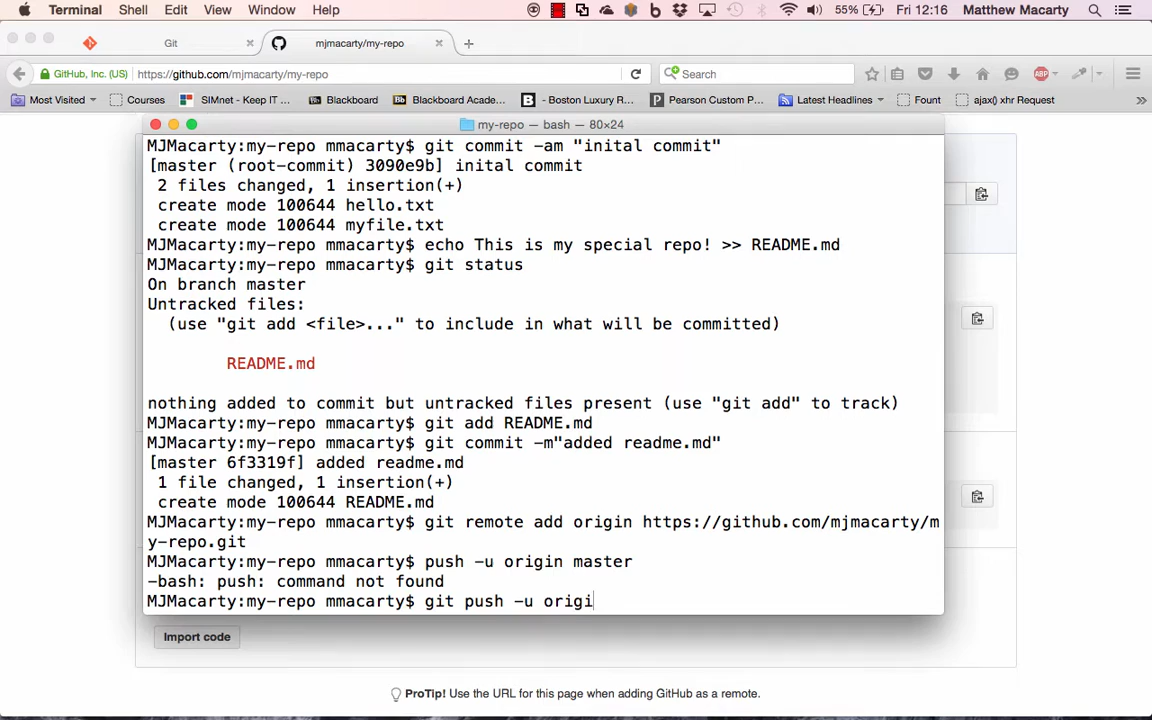 Terminal Shell Edit View Window Help 55% Fri 12:16 Matthew Macarty
Git mjmacarty/my-repo
GitHub, Inc. (US) https://github.com/mjmacarty/my-repo Search ABP
Most Visited Courses SIMnet - Keep IT ... Blackboard Bb Blackboard Acade... B - Boston Luxury R... P Pearson Custom P... Latest Headlines Fount ajax() xhr Request »
my-repo — bash — 80×24
MJMacarty:my-repo mmacarty$ git commit -am "inital commit"
[master (root-commit) 3090e9b] inital commit
2 files changed, 1 insertion(+)
create mode 100644 hello.txt
create mode 100644 myfile.txt
MJMacarty:my-repo mmacarty$ echo This is my special repo! >> README.md
MJMacarty:my-repo mmacarty$ git status
On branch master
Untracked files:
(use "git add <file>..." to include in what will be committed)
README.md
nothing added to commit but untracked files present (use "git add" to track)
MJMacarty:my-repo mmacarty$ git add README.md
MJMacarty:my-repo mmacarty$ git commit -m"added readme.md"
[master 6f3319f] added readme.md
1 file changed, 1 insertion(+)
create mode 100644 README.md
MJMacarty:my-repo mmacarty$ git remote add origin https://github.com/mjmacarty/m
y-repo.git
MJMacarty:my-repo mmacarty$ push -u origin master
-bash: push: command not found
MJMacarty:my-repo mmacarty$ git push -u origi
Import code
ProTip! Use the URL for this page when adding GitHub as a remote.